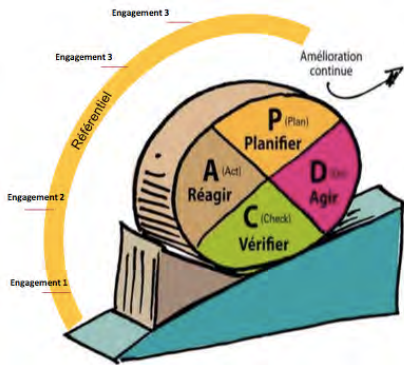 Engagement 3
Engagement 3
Référentiel
Engagement 2
Engagement 1
Amélioration
continue
P (Plan)
Planifier
A (Act)
Réagir
D (Do)
Agir
C (Check)
Vérifier